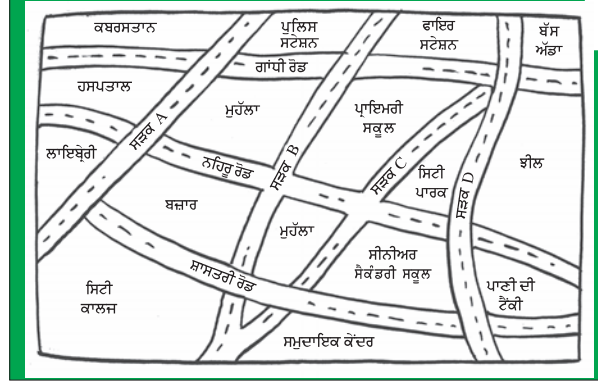 ਕਬਰਸਤਾਨ
ਪੁਲਿਸ
ਸਟੇਸ਼ਨ
ਫਾਇਰ
ਸਟੇਸ਼ਨ
ਬੱਸ
ਅੱਡਾ
ਗਾਂਧੀ ਰੋਡ
ਹਸਪਤਾਲ
ਮੁਹੱਲਾ
ਪ੍ਰਾਇਮਰੀ
ਸਕੂਲ
ਸੜਕ A
ਲਾਇਬ੍ਰੇਰੀ
ਨਹਿਰੂ ਰੋਡ
ਸੜਕ B
ਸੜਕ C
ਸਿਟੀ
ਪਾਰਕ
ਸੜਕ D
ਝੀਲ
ਬਜ਼ਾਰ
ਮੁਹੱਲਾ
ਸ਼ਾਸਤਰੀ ਰੋਡ
ਸੀਨੀਅਰ
ਸੈਕੰਡਰੀ ਸਕੂਲ
ਸਿਟੀ
ਕਾਲਜ
ਪਾਣੀ ਦੀ
ਟੈਂਕੀ
ਸਮੁਦਾਇਕ ਕੇਂਦਰ